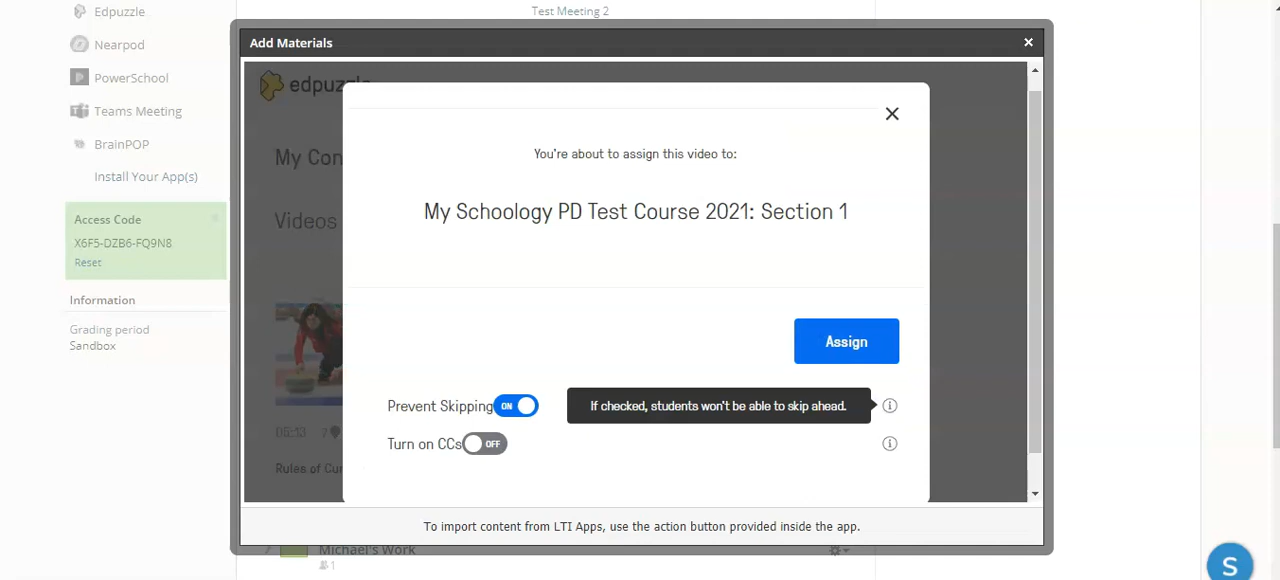 Edpuzzle
Nearpod
PowerSchool
Teams Meeting
BrainPOP
Install Your App(s)
Access Code
X6F5-DZB6-FQ9N8
Reset
Information
Grading period
Sandbox
Test Meeting 2
Add Materials
edpuzzle
My Con
Videos
You're about to assign this video to:
My Schoology PD Test Course 2021: Section 1
Assign
Prevent Skipping ON
If checked, students won't be able to skip ahead.
Turn on CCs OFF
05:13 7
Rules of Cur
To import content from LTI Apps, use the action button provided inside the app.
Michael's Work
1
S